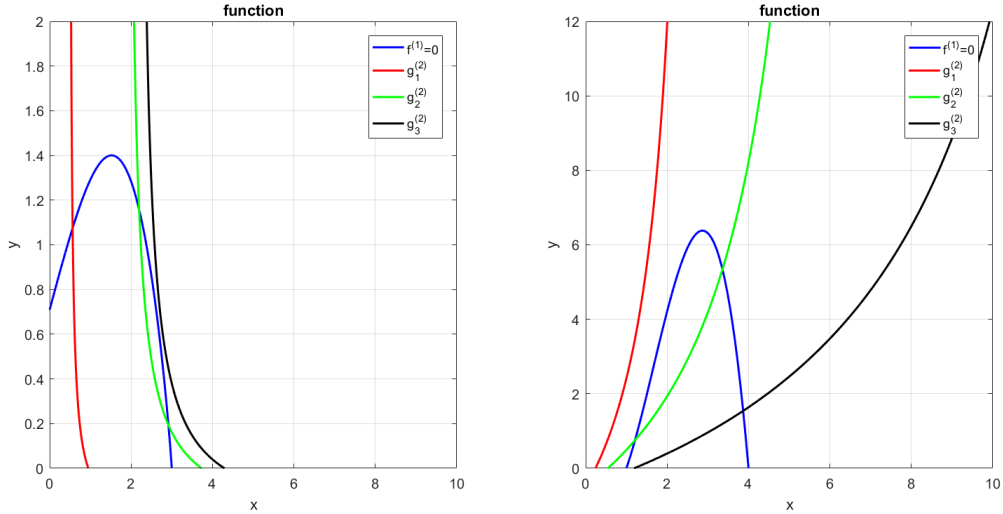 function
2
1.8
1.6
1.4
1.2
1
0.8
0.6
0.4
0.2
0
y
0 2 4 6 8 10
x
f(1)=0
g1(2)
g2(2)
g3(2)
function
12
10
8
6
4
2
0
y
0 2 4 6 8 10
x
f(1)=0
g1(2)
g2(2)
g3(2)